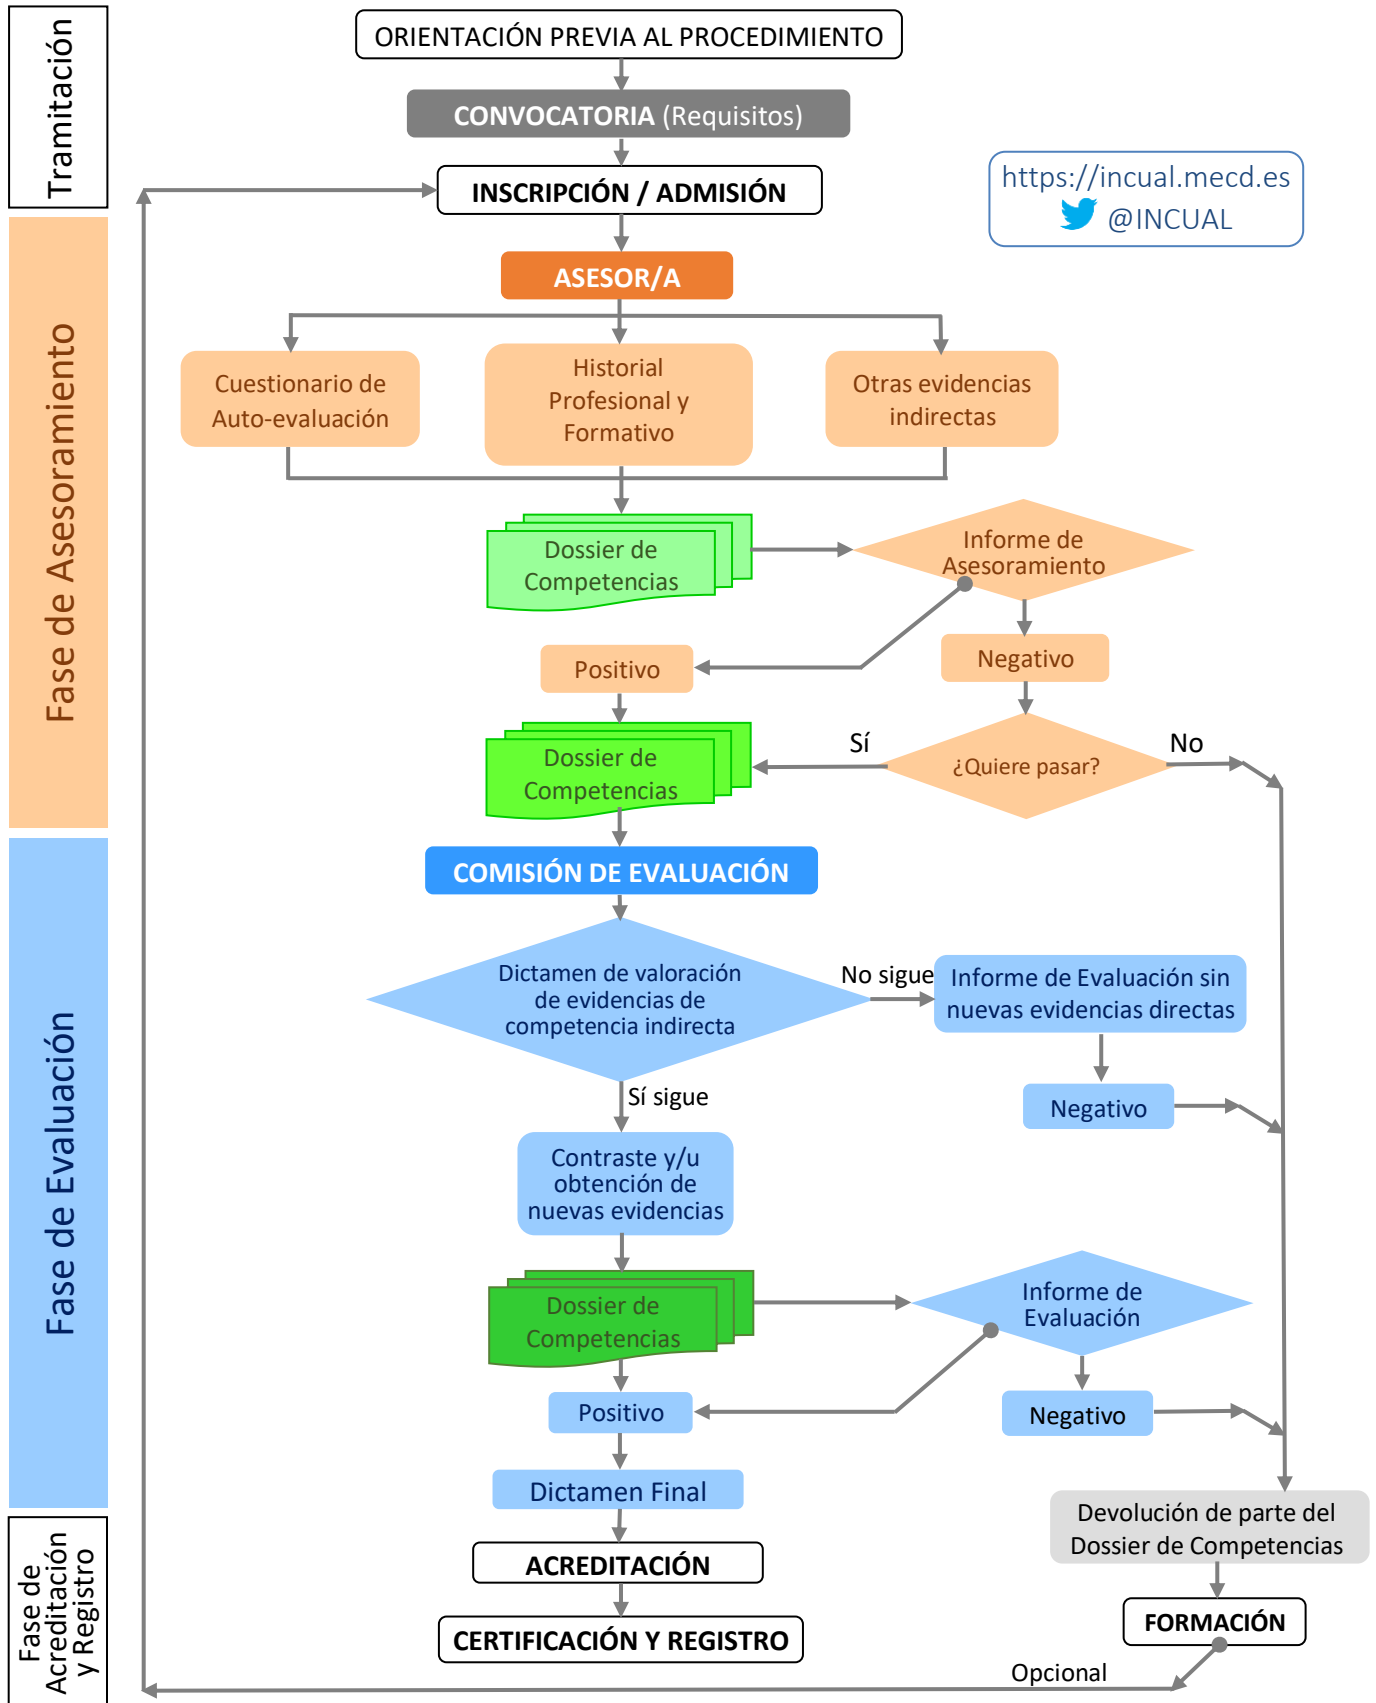 Tramitación
ORIENTACIÓN PREVIA AL PROCEDIMIENTO
CONVOCATORIA (Requisitos)
INSCRIPCIÓN / ADMISIÓN
https://incual.mecd.es
@INCUAL
Fase de Asesoramiento
ASESOR/A
Cuestionario de
Auto-evaluación
Historial
Profesional y
Formativo
Otras evidencias
indirectas
Dossier de
Competencias
Informe de
Asesoramiento
Positivo
Negativo
Dossier de
Competencias
Sí
¿Quiere pasar?
No
Fase de Evaluación
COMISIÓN DE EVALUACIÓN
Dictamen de valoración
de evidencias de
competencia indirecta
No sigue
Informe de Evaluación sin
nuevas evidencias directas
Negativo
Sí sigue
Contraste y/u
obtención de
nuevas evidencias
Dossier de
Competencias
Informe de
Evaluación
Positivo
Negativo
Dictamen Final
Fase de
Acreditación
y Registro
ACREDITACIÓN
CERTIFICACIÓN Y REGISTRO
Devolución de parte del
Dossier de Competencias
FORMACIÓN
Opcional